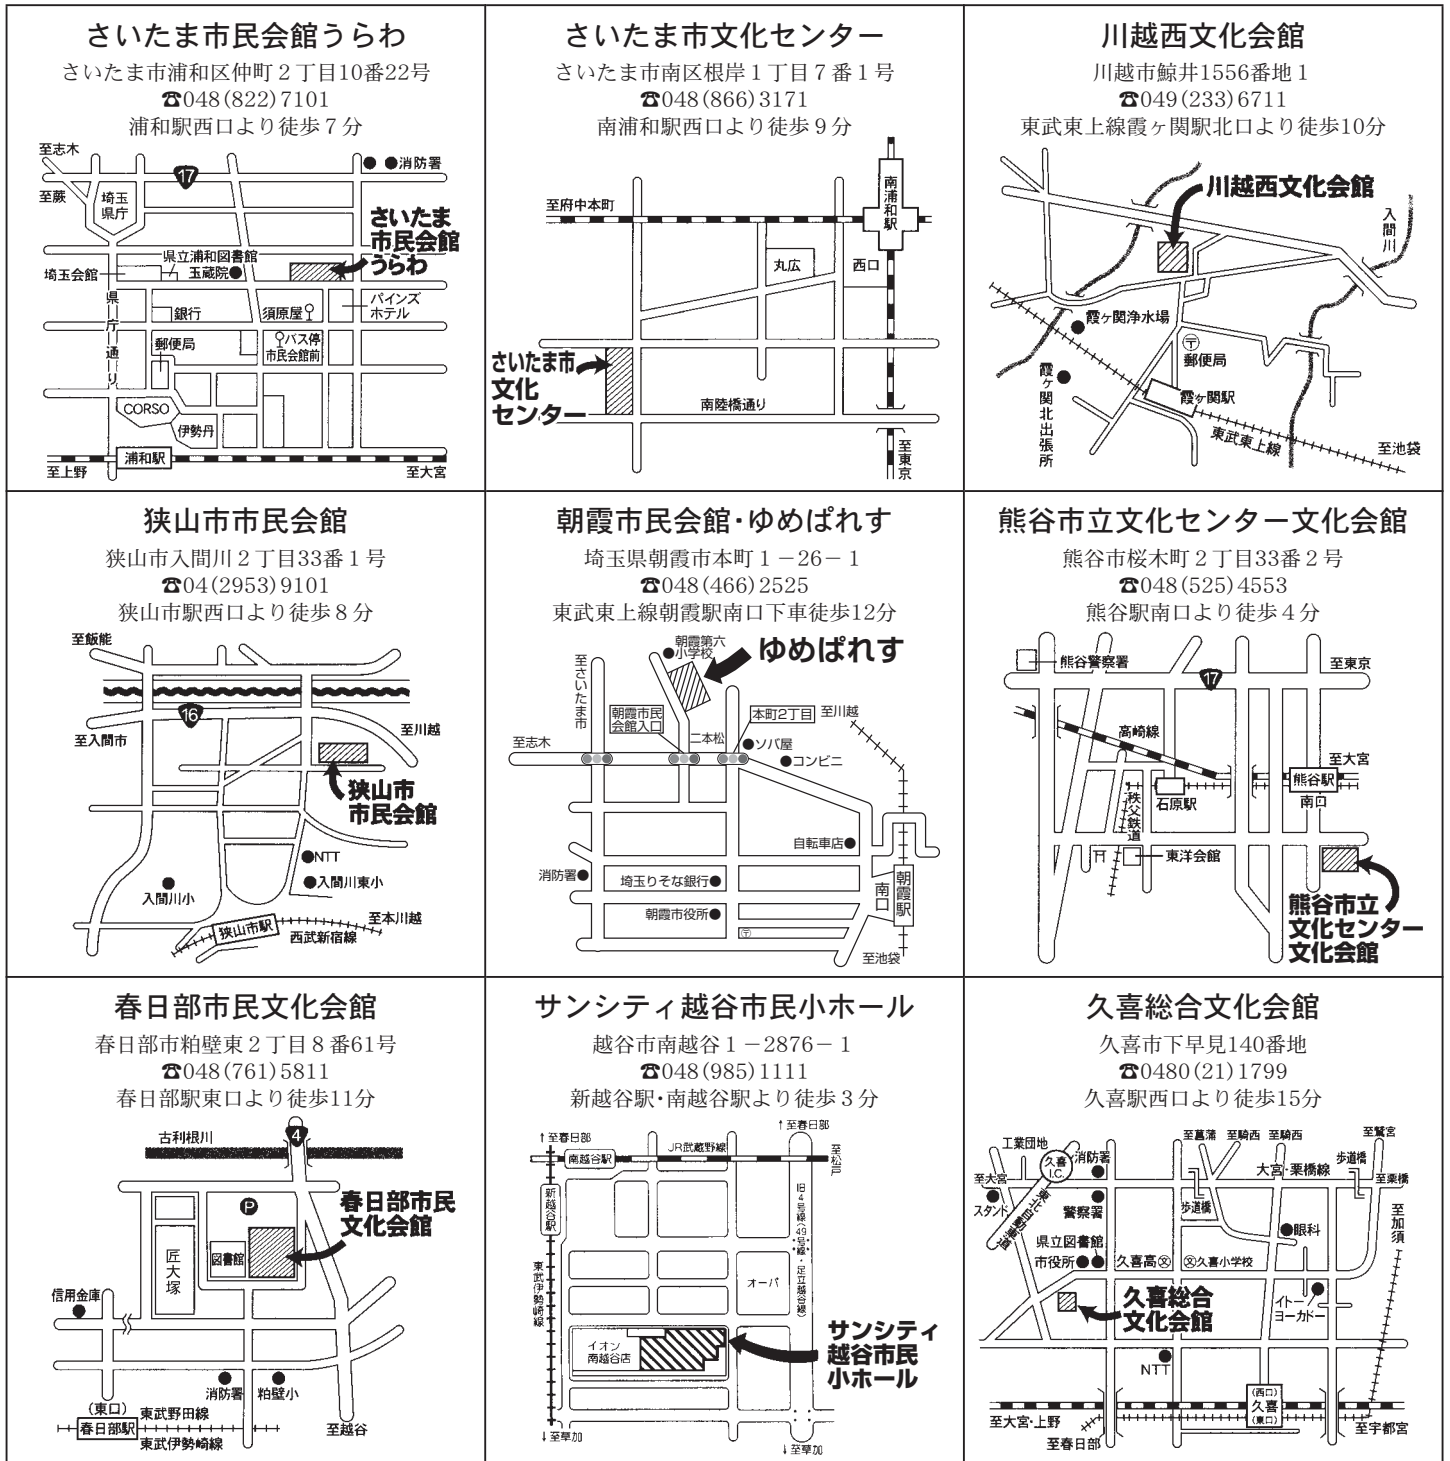 さいたま市民会館うらわ
さいたま市浦和区仲町２丁目10番22号
☎048(822)7101
浦和駅西口より徒歩７分
至志木
消防署
17
至蕨
埼玉
県庁
さいたま
市民会館
うらわ
県立浦和図書館
玉蔵院
埼玉会館
県庁通り
銀行
須原屋
パインズ
ホテル
バス停
市民会館前
郵便局
CORSO
伊勢丹
浦和駅
至上野
至大宮
さいたま市文化センター
さいたま市南区根岸１丁目７番１号
☎048(866)3171
南浦和駅西口より徒歩９分
至府中本町
南浦和駅
丸広
西口
さいたま市
文化
センター
南陸橋通り
至東京
川越西文化会館
川越市鯨井1556番地１
☎049(233)6711
東武東上線霞ヶ関駅北口より徒歩10分
川越西文化会館
入間川
霞ヶ関浄水場
〒
郵便局
霞ヶ関北出張所
霞ヶ関駅
東武東上線
至池袋
狭山市市民会館
狭山市入間川２丁目33番１号
☎04(2953)9101
狭山市駅西口より徒歩８分
至飯能
16
至入間市
至川越
狭山市
市民会館
NTT
入間川小
入間川東小
至本川越
狭山市駅
西武新宿線
朝霞市民会館・ゆめぱれす
埼玉県朝霞市本町１－26－１
☎048(466)2525
東武東上線朝霞駅南口下車徒歩12分
朝霞第六
小学校
ゆめぱれす
至さいたま市
朝霞市民
会館入口
本町2丁目
至川越
二本松
至志木
ソバ屋
コンビニ
自転車店
消防署
埼玉りそな銀行
南口
朝霞駅
朝霞市役所
〒
至池袋
熊谷市立文化センター文化会館
熊谷市桜木町２丁目33番２号
☎048(525)4553
熊谷駅南口より徒歩４分
熊谷警察署
至東京
17
高崎線
至大宮
熊谷駅
石原駅
南口
秩父鉄道
東洋会館
熊谷市立
文化センター
文化会館
春日部市民文化会館
春日部市粕壁東２丁目８番61号
☎048(761)5811
春日部駅東口より徒歩11分
古利根川
4
P
春日部市民
文化会館
図書館
匠大塚
信用金庫
消防署
粕壁小
(東口)
東武野田線
春日部駅
東武伊勢崎線
至越谷
サンシティ越谷市民小ホール
越谷市南越谷１－2876－１
☎048(985)1111
新越谷駅・南越谷駅より徒歩３分
↑至春日部
↑至春日部
JR武蔵野線
南越谷駅
至松戸
新越谷駅
旧4号線(49号線・足立越谷線)
東武伊勢崎線
オーパ
イオン
南越谷店
サンシティ
越谷市民
小ホール
↓至草加
↓至草加
久喜総合文化会館
久喜市下早見140番地
☎0480(21)1799
久喜駅西口より徒歩15分
工業団地
久喜
I.C.
消防署
至菖蒲
至騎西
至騎西
至鷲宮
大宮・栗橋線
歩道橋
至大宮
至栗橋
スタンド
東北自動車道
警察署
歩道橋
至加須
眼科
県立図書館
市役所
久喜高
文
文
久喜小学校
久喜総合
文化会館
イトー
ヨーカドー
NTT
(西口)
久喜
(東口)
至大宮・上野
至春日部
至宇都宮